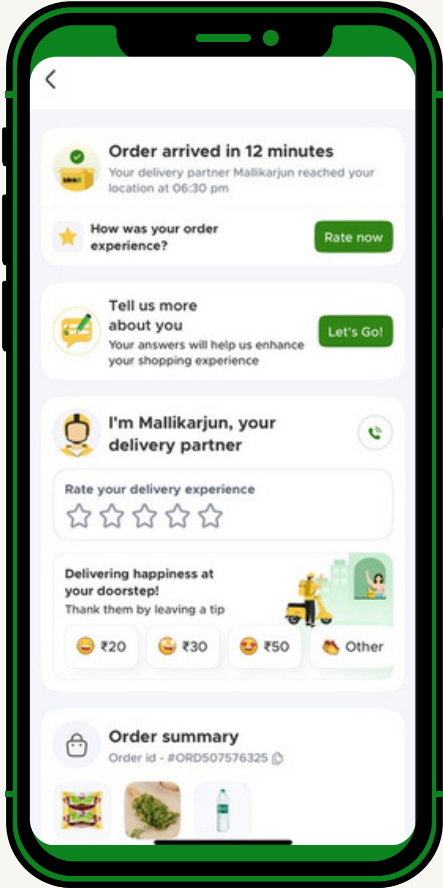 Order arrived in 12 minutes
Your delivery partner Mallikarjun reached your
location at 06:30 pm
blinkit
How was your order
experience?
Rate now
Tell us more
about you
Your answers will help us enhance
your shopping experience
Let's Go!
I'm Mallikarjun, your
delivery partner
Rate your delivery experience
Delivering happiness at
your doorstep!
Thank them by leaving a tip
₹20
₹30
₹50
Other
Order summary
Order id - #ORD507576325